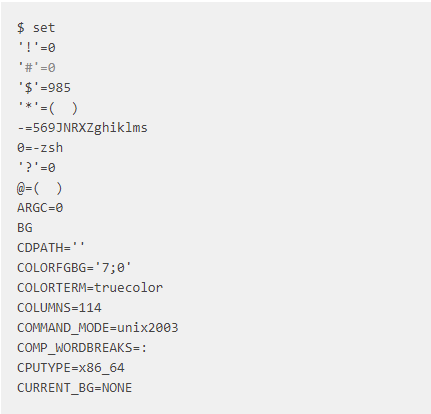 $ set
'!'=0
'#'=0
'$'=985
'*'=(  )
-=569JNRXZghiklms
0=-zsh
'?'=0
@=(  )
ARGC=0
BG
CDPATH=''
COLORFGBG='7;0'
COLORTERM=truecolor
COLUMNS=114
COMMAND_MODE=unix2003
COMP_WORDBREAKS=:
CPUTYPE=x86_64
CURRENT_BG=NONE